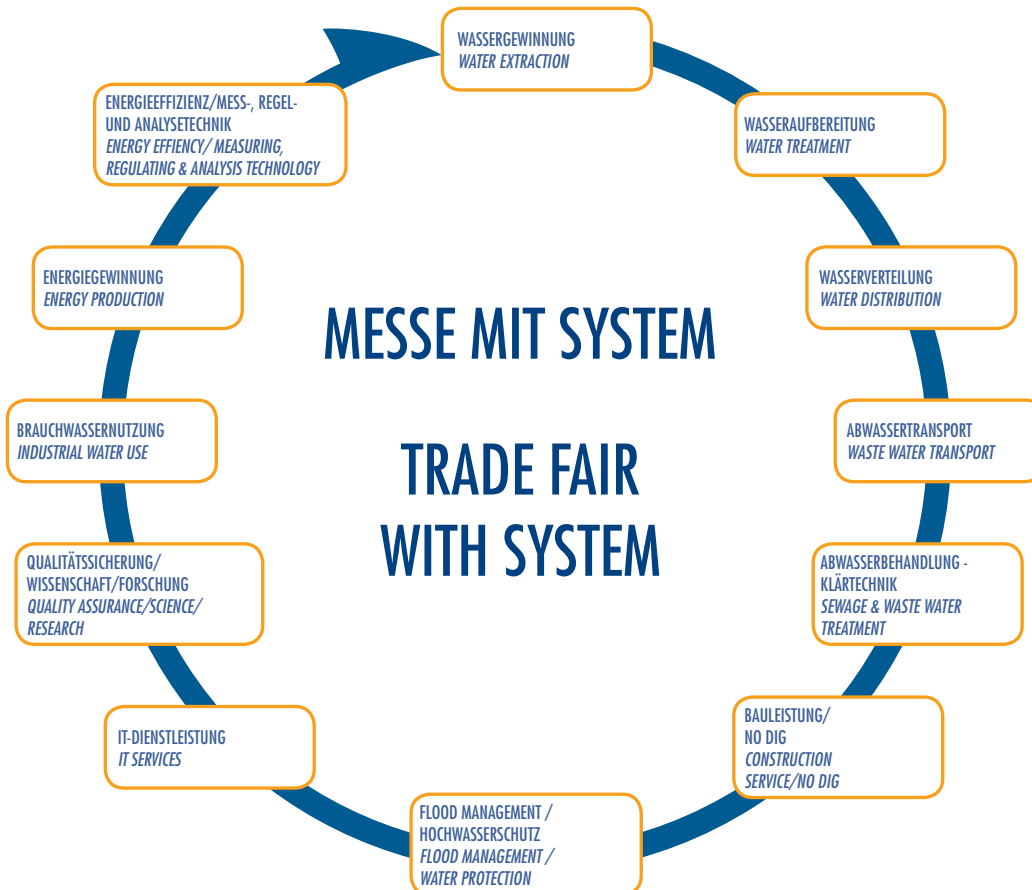 WASSERGEWINNUNG
WATER EXTRACTION
WASSERAUFBEREITUNG
WATER TREATMENT
WASSERVERTEILUNG
WATER DISTRIBUTION
ABWASSERTRANSPORT
WASTE WATER TRANSPORT
ABWASSERBEHANDLUNG -
KLÄRTECHNIK
SEWAGE & WASTE WATER
TREATMENT
BAULEISTUNG/
NO DIG
CONSTRUCTION
SERVICE/NO DIG
FLOOD MANAGEMENT /
HOCHWASSERSCHUTZ
FLOOD MANAGEMENT /
WATER PROTECTION
IT-DIENSTLEISTUNG
IT SERVICES
QUALITÄTSSICHERUNG/
WISSENSCHAFT/FORSCHUNG
QUALITY ASSURANCE/SCIENCE/
RESEARCH
BRAUCHWASSERNUTZUNG
INDUSTRIAL WATER USE
ENERGIEGEWINNUNG
ENERGY PRODUCTION
ENERGIEEFFIZIENZ/MESS-, REGEL-
UND ANALYSETECHNIK
ENERGY EFFIENCY/ MEASURING,
REGULATING & ANALYSIS TECHNOLOGY
MESSE MIT SYSTEM
TRADE FAIR
WITH SYSTEM